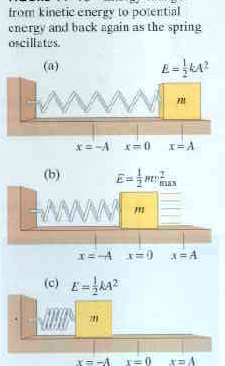 from kinetic energy to potential
energy and back again as the spring
oscillates.
(a)
E = ½kA²
m
x = -A x = 0 x = A
(b)
E = ½mv²max
m
x = -A x = 0 x = A
(c) E = ½kA²
m
x = -A x = 0 x = A